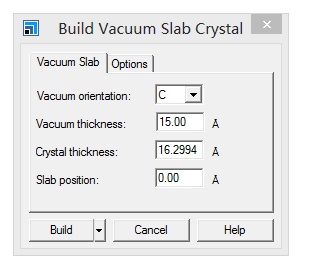 Build Vacuum Slab Crystal
Vacuum Slab Options
Vacuum orientation: C
Vacuum thickness: 15.00 A
Crystal thickness: 16.2994 A
Slab position: 0.00 A
Build Cancel Help